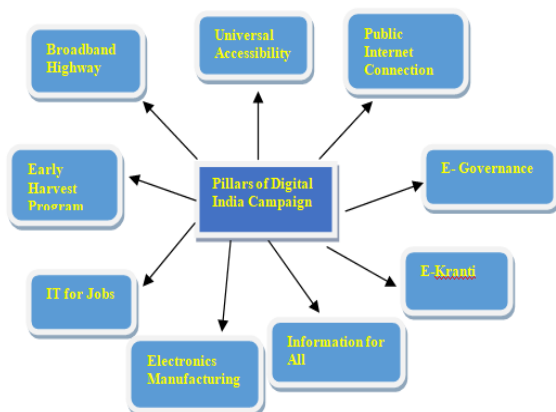 Broadband
Highway
Universal
Accessibility
Public
Internet
Connection
Early
Harvest
Program
Pillars of Digital
India Campaign
E- Governance
E-Kranti
IT for Jobs
Electronics
Manufacturing
Information for
All